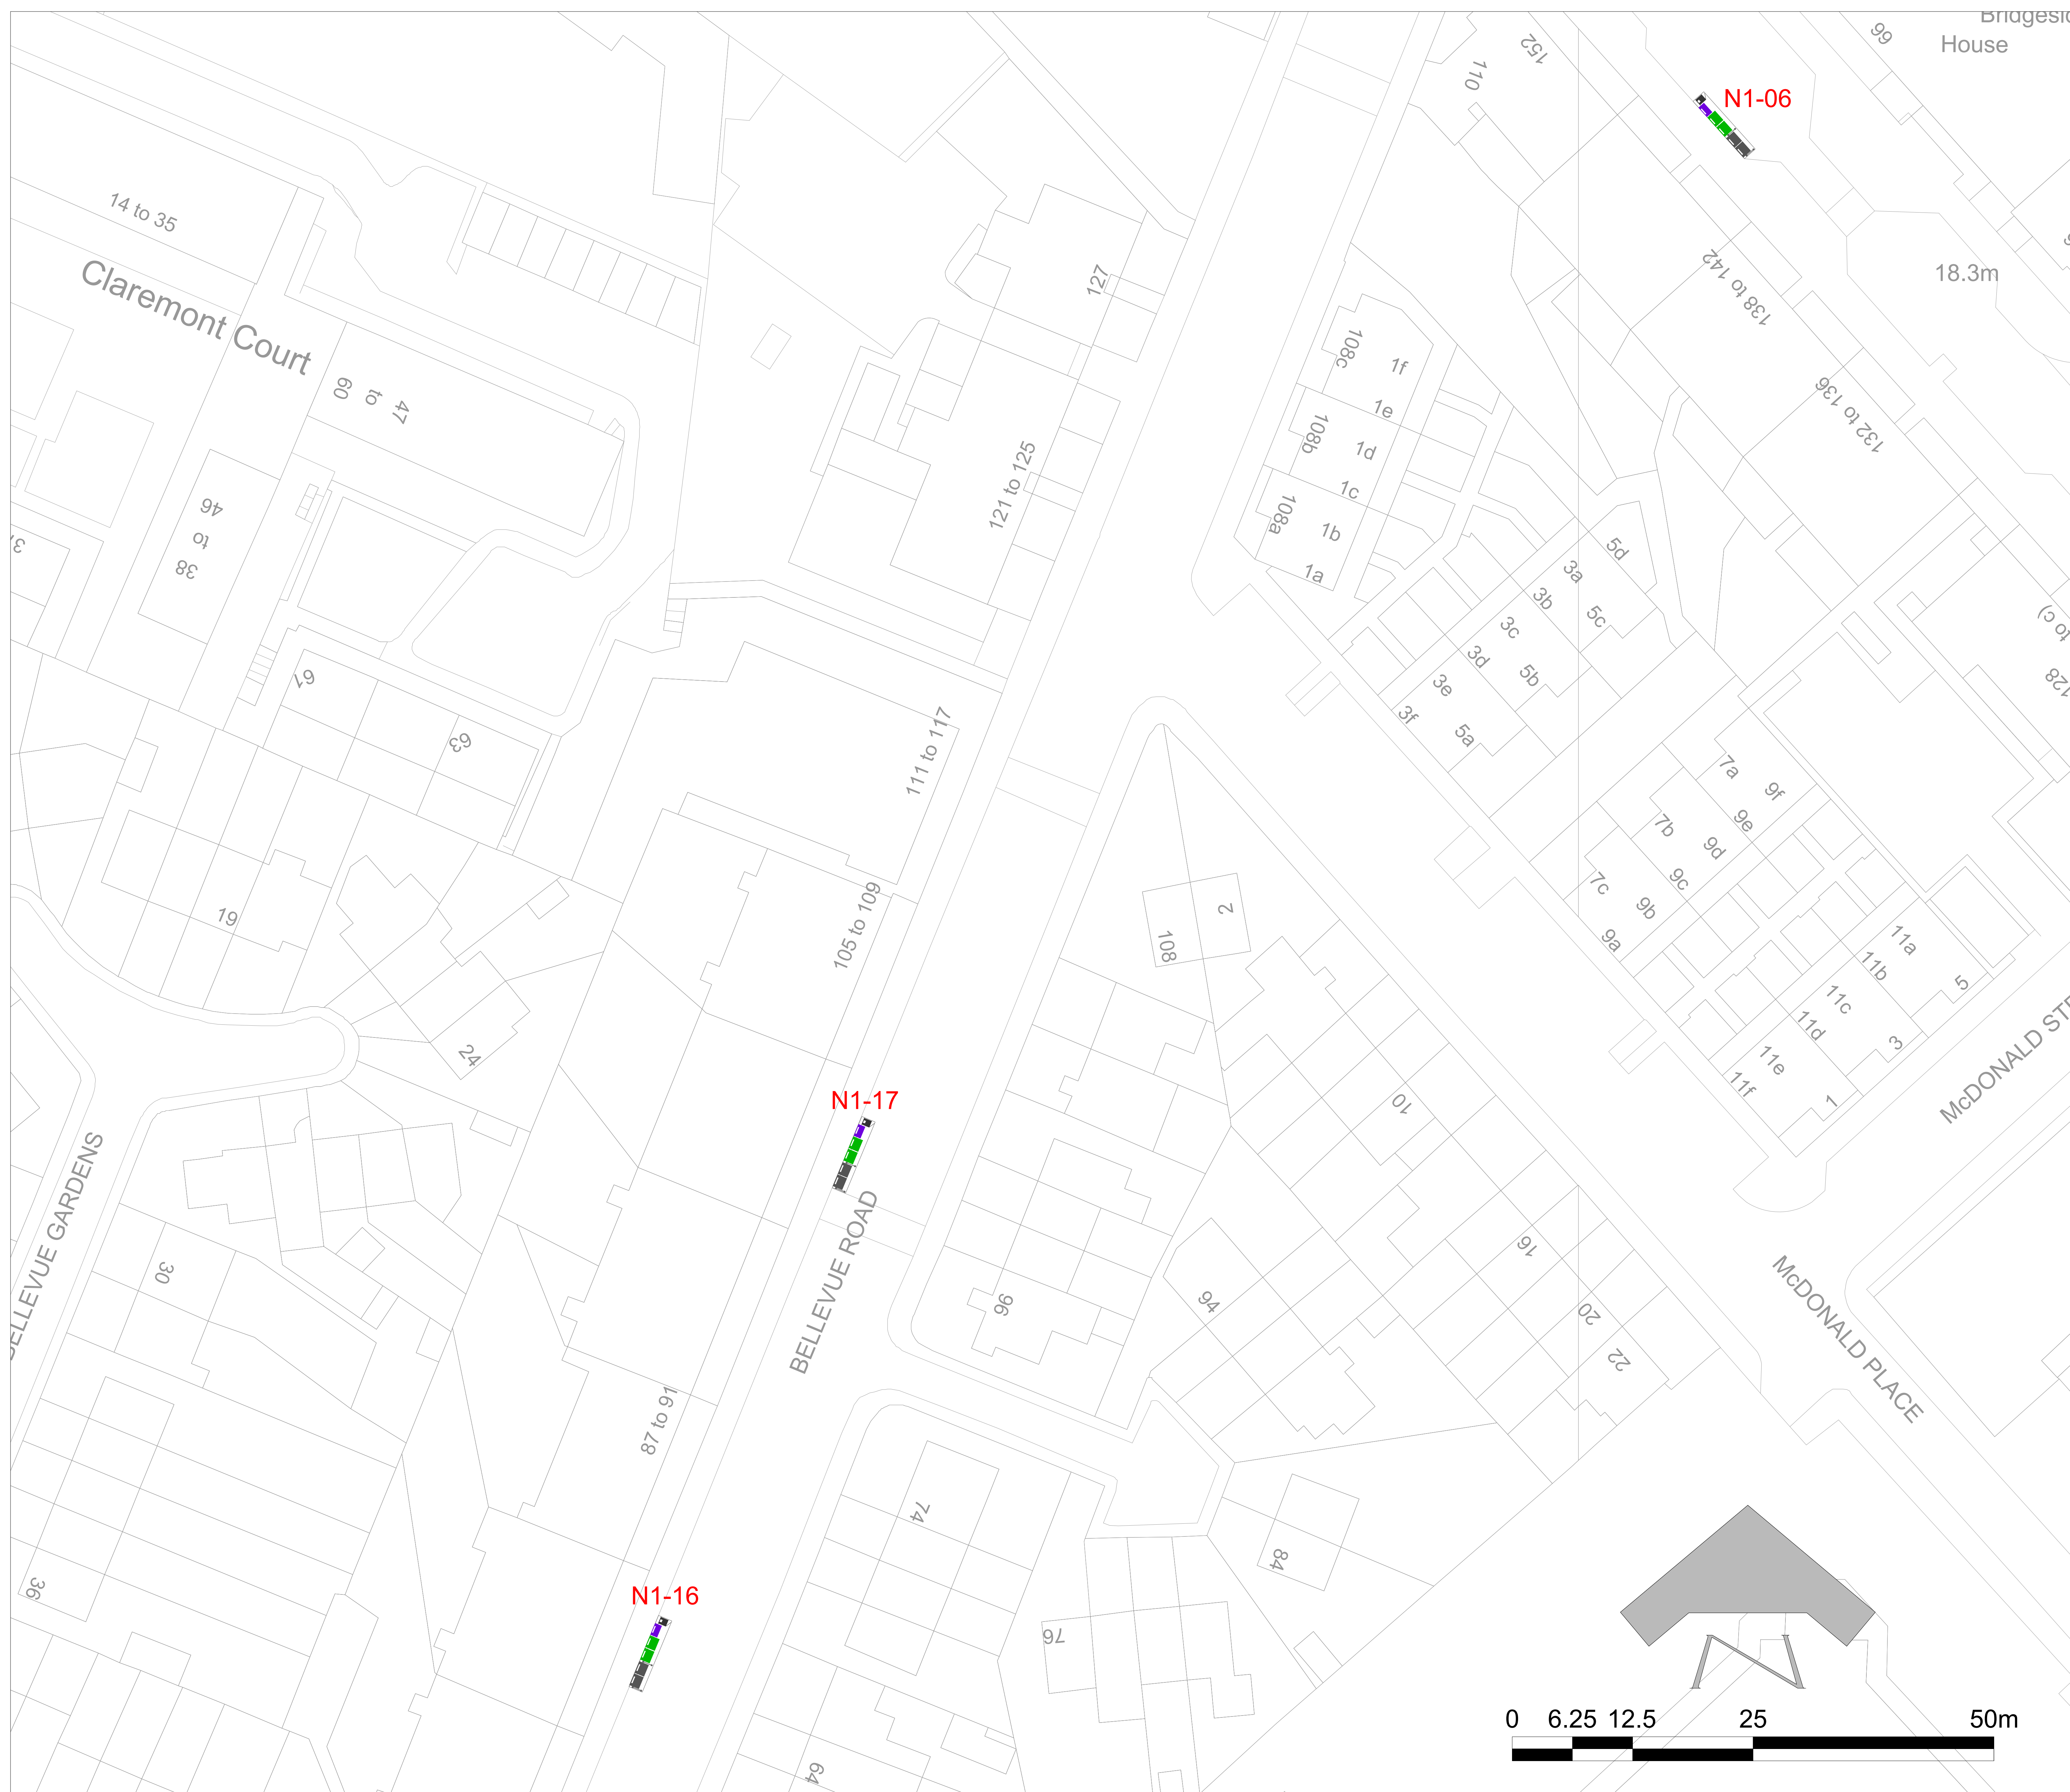 Bridgesid
House
66
152
110
N1-06
14 to 35
127
18.3m
138 to 142
Claremont Court
108c
1f
47
to
60
1e
132 to 136
108b
1d
121 to 125
1c
46
to
38
108a
1b
1a
5d
3a
3b
5c
to c)
3c
67
3d
5b
128
3e
3f
5a
63
111 to 117
7a
9f
7b
9e
9d
7c
9c
9b
9a
105 to 109
2
108
19
11a
11b
5
11c
11d
3
11e
11f
1
McDONALD STE
24
10
N1-17
BELLEVUE GARDENS
BELLEVUE ROAD
30
96
94
16
20
22
McDONALD PLACE
87 to 91
74
84
36
N1-16
76
64
0 6.25 12.5 25 50m